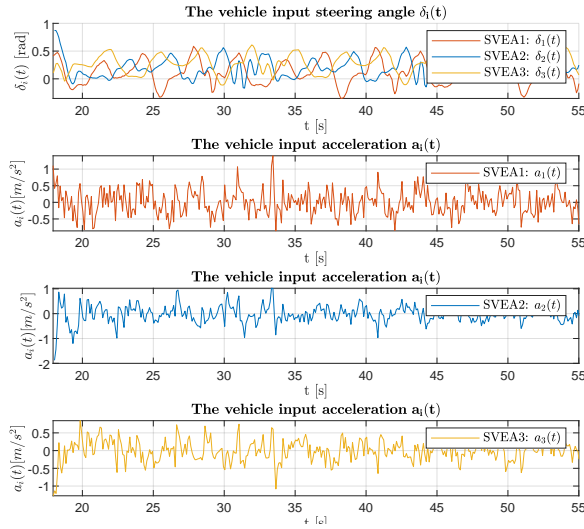 The vehicle input steering angle δᵢ(t)
δᵢ(t) [rad]
1
0.5
0
SVEA1: δ₁(t)
SVEA2: δ₂(t)
SVEA3: δ₃(t)
20 25 30 35 40 45 50 55
t [s]
The vehicle input acceleration aᵢ(t)
aᵢ(t)[m/s²]
1
0.5
0
-0.5
SVEA1: a₁(t)
20 25 30 35 40 45 50 55
t [s]
The vehicle input acceleration aᵢ(t)
aᵢ(t)[m/s²]
1
0
-1
-2
SVEA2: a₂(t)
20 25 30 35 40 45 50 55
t [s]
The vehicle input acceleration aᵢ(t)
aᵢ(t)[m/s²]
0.5
0
-0.5
-1
SVEA3: a₃(t)
20 25 30 35 40 45 50 55
t [s]